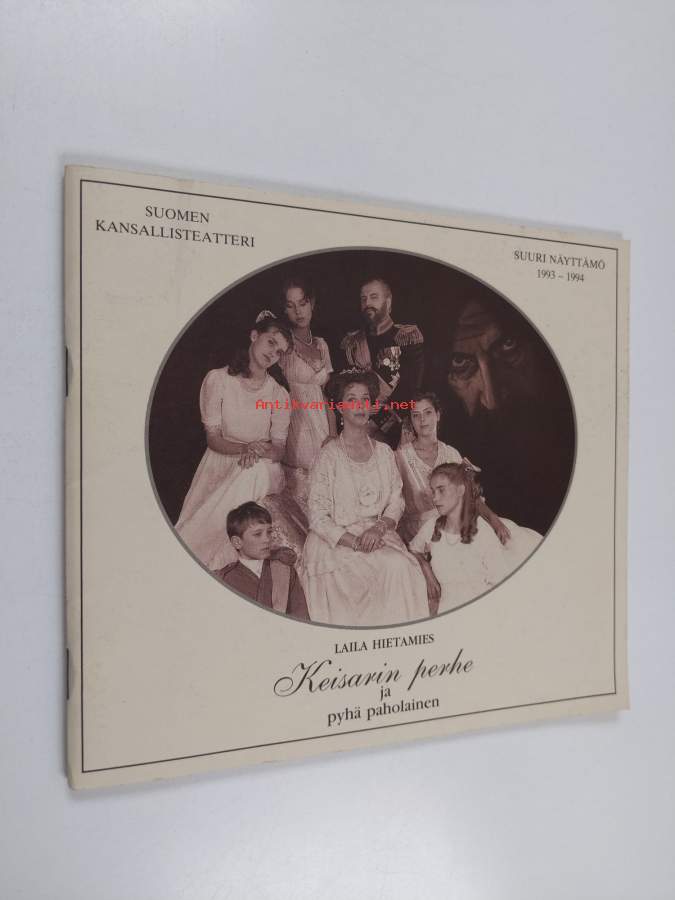 SUOMEN
KANSALLISTEATTERI
SUURI NÄYTTÄMÖ
1993 – 1994
Antikvariaatti.net
LAILA HIETAMIES
Keisarin perhe
ja
pyhä paholainen